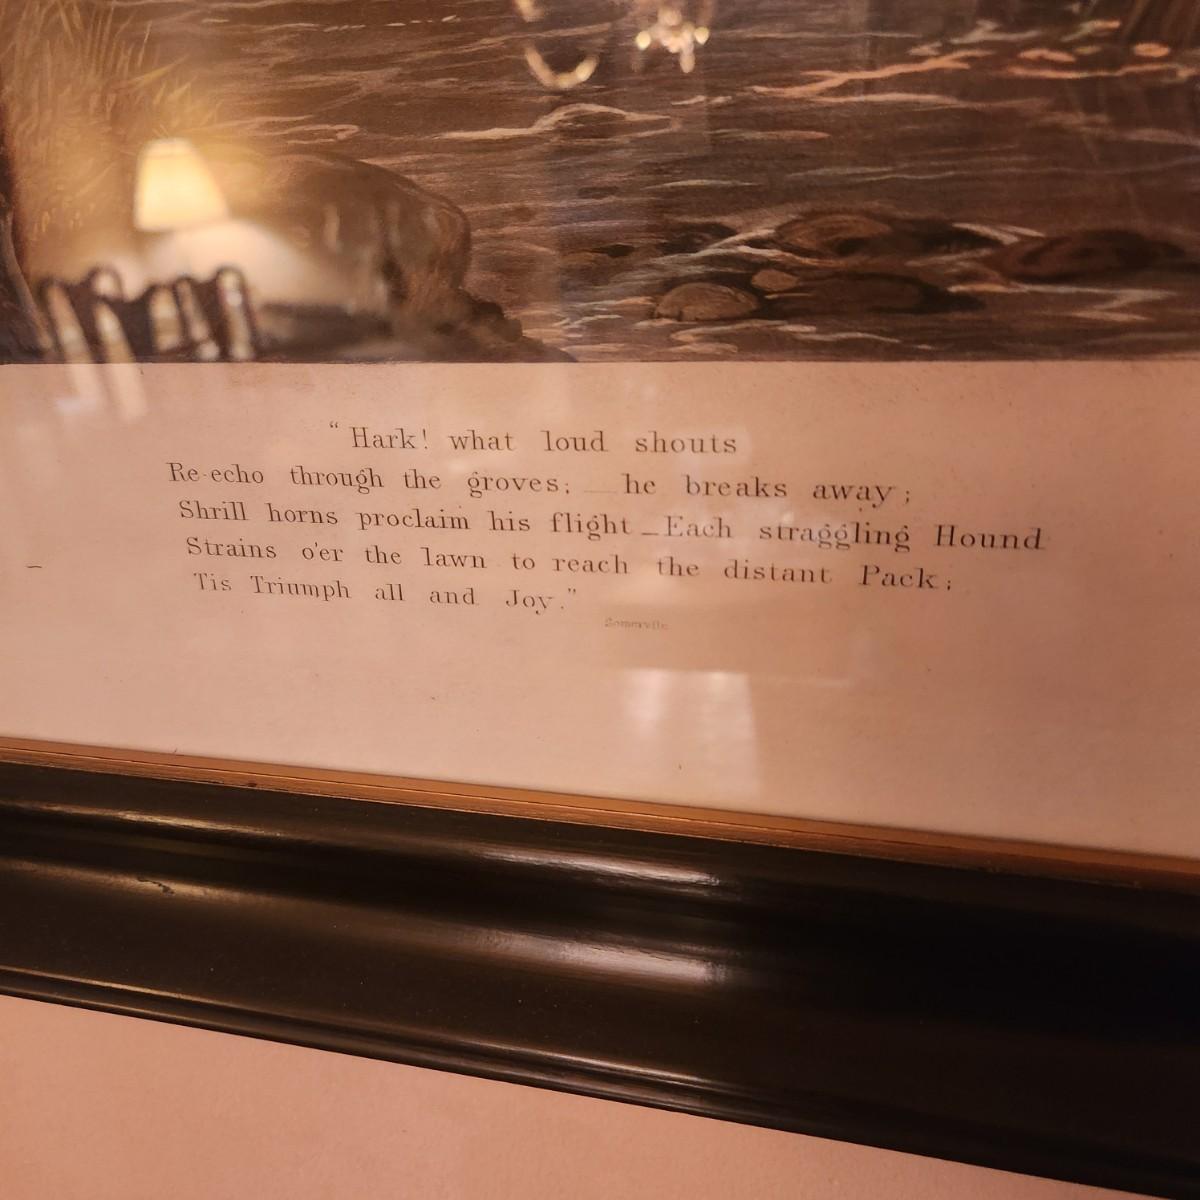 “Hark! what loud shouts
Re-echo through the groves; — he breaks away;
Shrill horns proclaim his flight — Each straggling Hound
Strains o'er the lawn to reach the distant Pack;
Tis Triumph all and Joy.”
Somervile